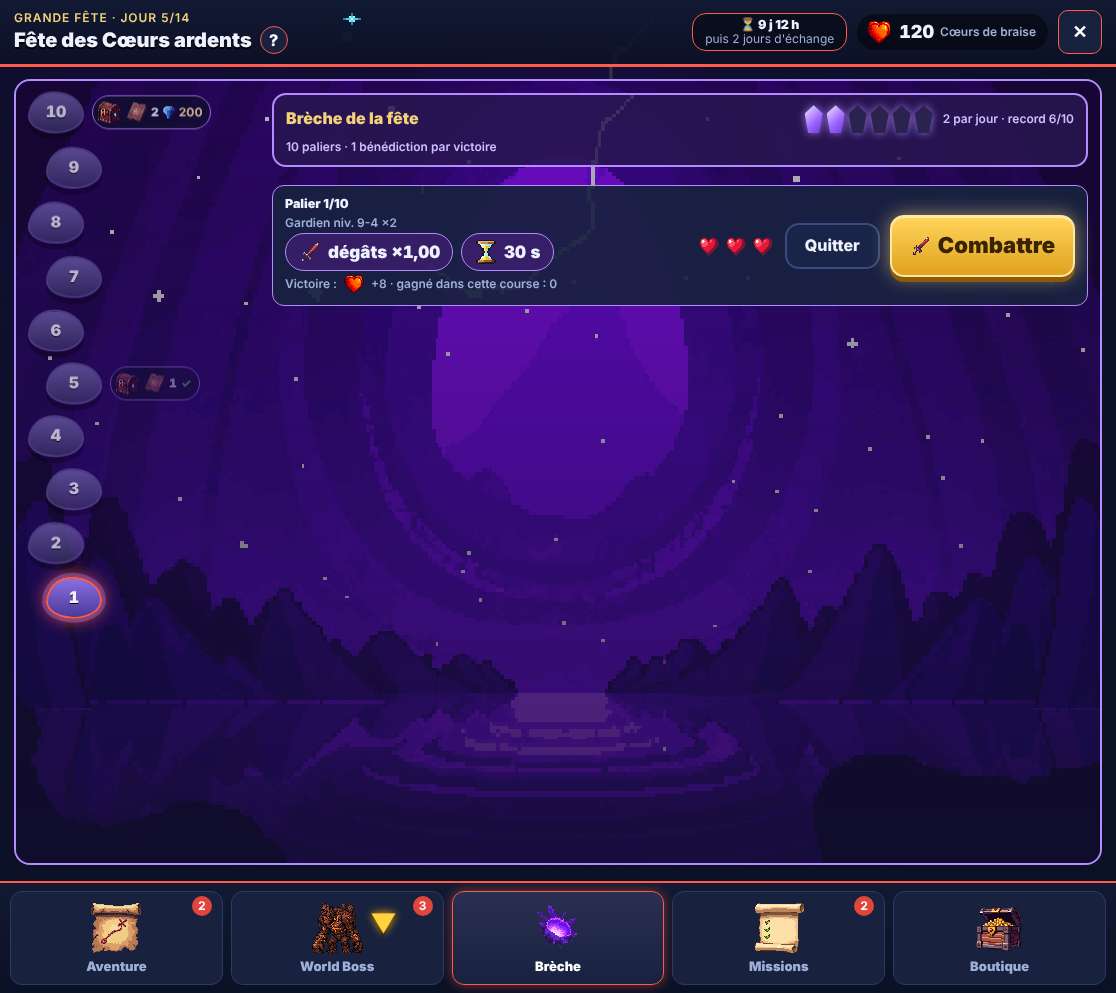 GRANDE FÊTE · JOUR 5/14
Fête des Cœurs ardents ?
9 j 12 h
puis 2 jours d'échange
120 Cœurs de braise
✕
10 2 200
9
8
7
6
5 1 ✓
4
3
2
1
Brèche de la fête
10 paliers · 1 bénédiction par victoire
2 par jour · record 6/10
Palier 1/10
Gardien niv. 9-4 ×2
dégâts ×1,00 30 s
Victoire : +8 · gagné dans cette course : 0
Quitter
Combattre
2
Aventure
3
World Boss
Brèche
2
Missions
Boutique